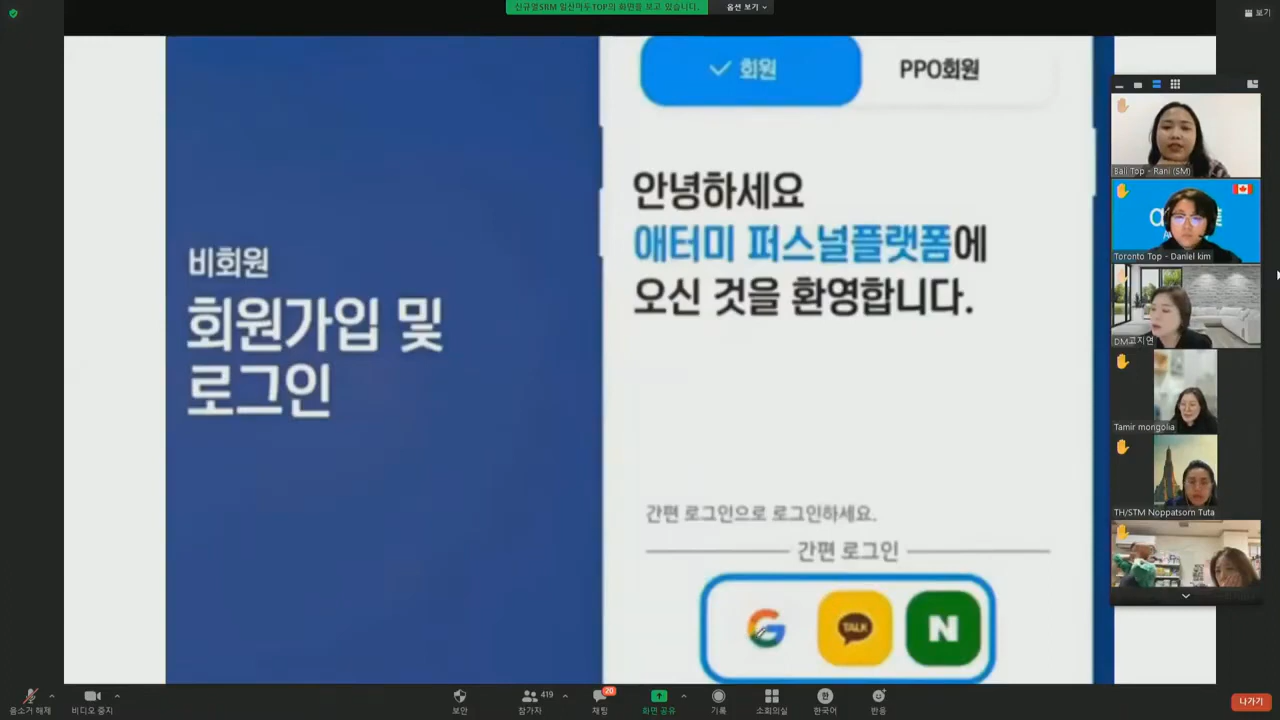 신규열SRM 일산마두TOP의 화면을 보고 있습니다.
옵션 보기
보기
회원
PPO회원
비회원
회원가입 및
로그인
안녕하세요
애터미 퍼스널플랫폼에
오신 것을 환영합니다.
간편 로그인으로 로그인하세요.
간편 로그인
G
TALK
N
Bali Top - Rani (SM)
Toronto Top - Daniel kim
DM고지연
Tamir mongolia
TH/STM Noppatsorn Tuta
음소거 해제
비디오 중지
보안
419
참가자
20
채팅
화면 공유
기록
소회의실
한
한국어
반응
나가기